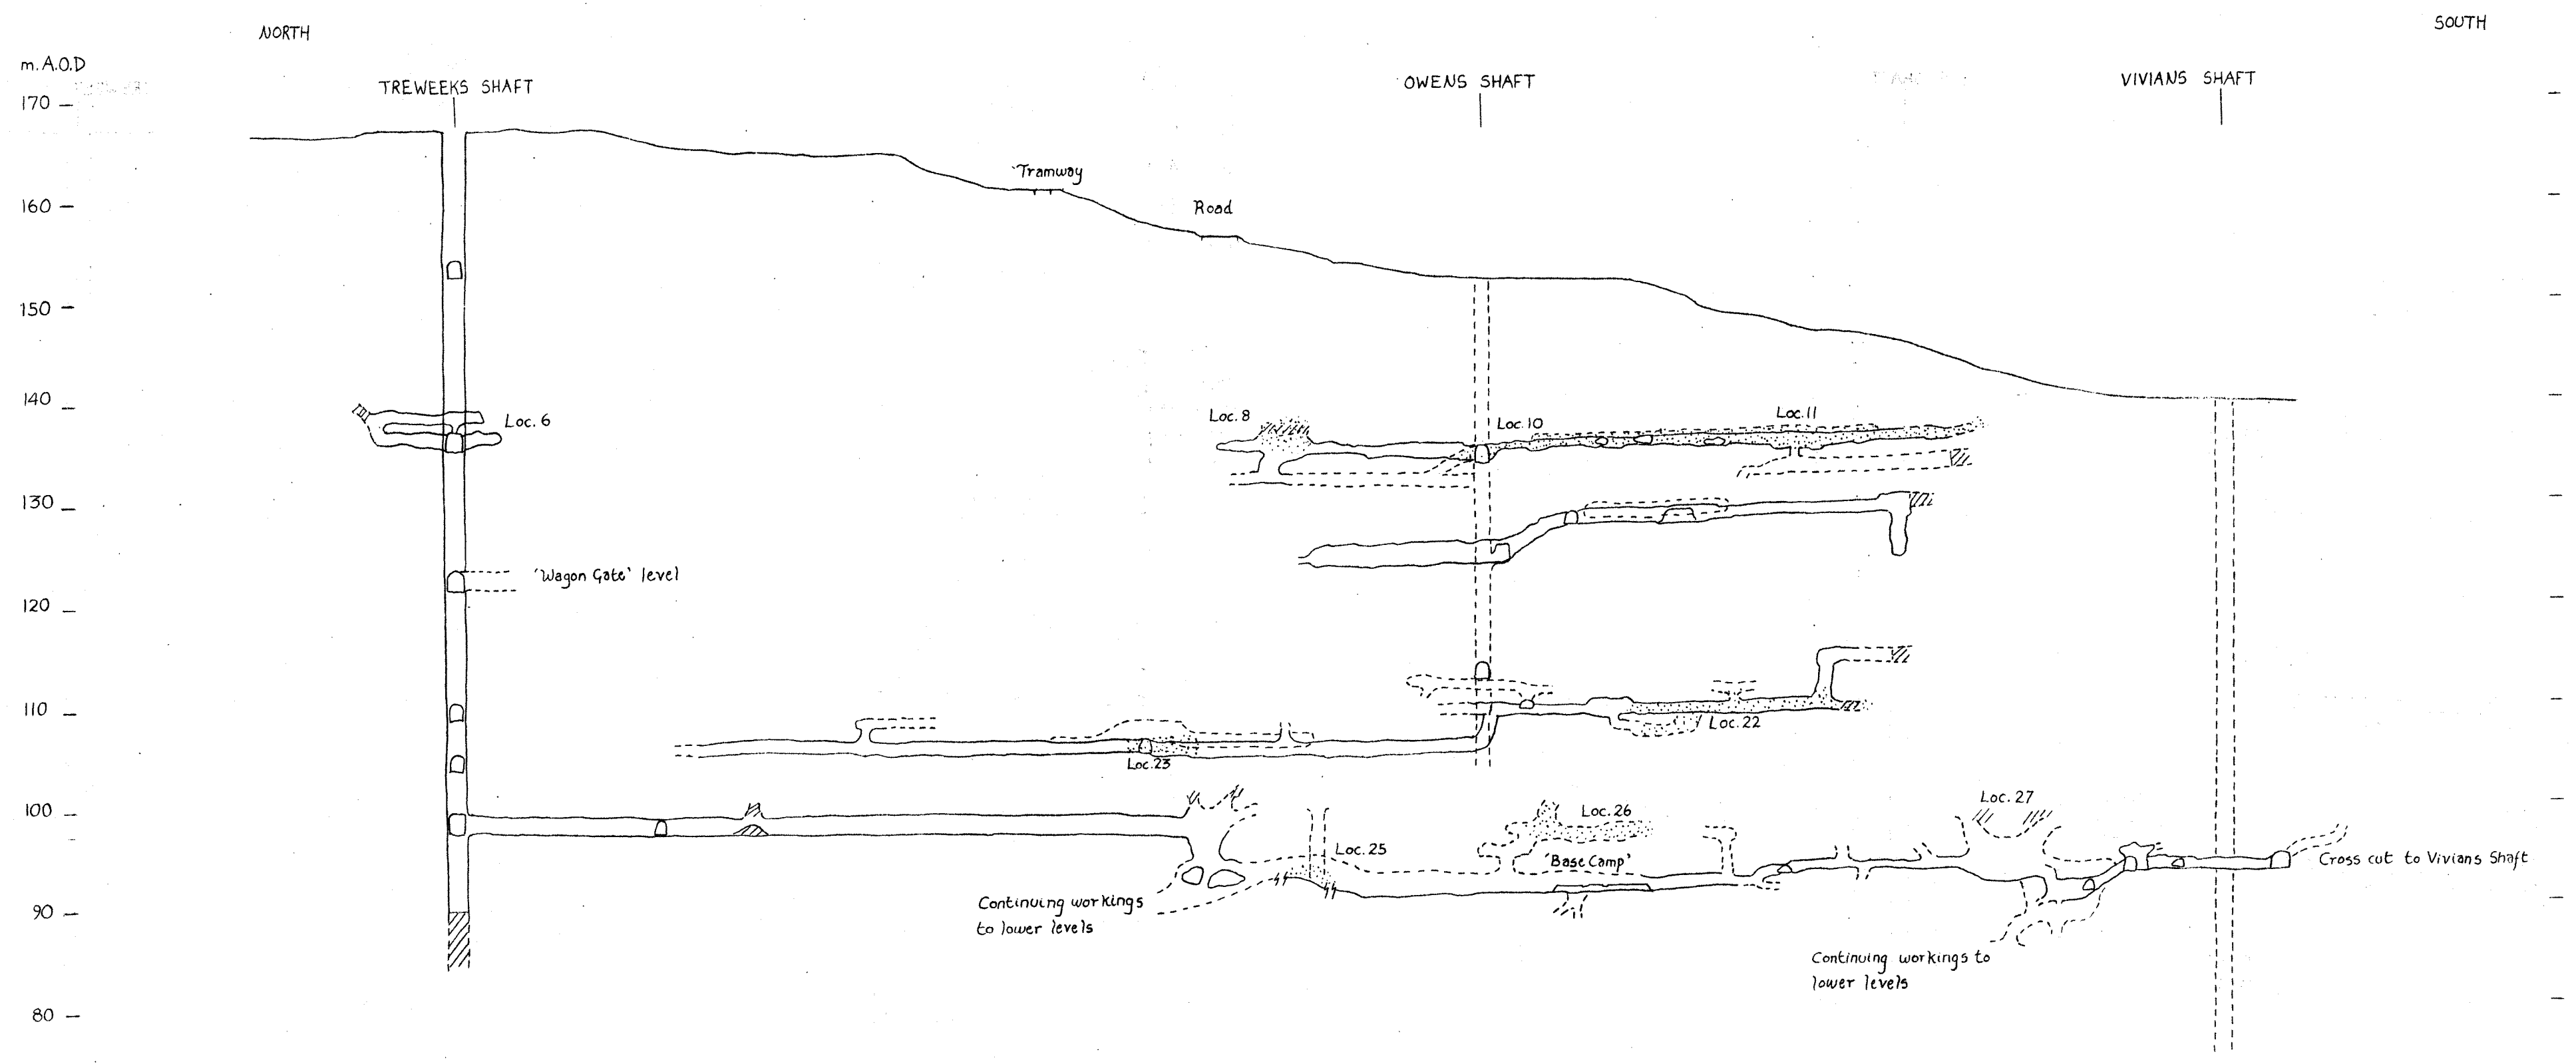 NORTH
SOUTH
m. A.O.D
TREWEEKS SHAFT
OWENS SHAFT
VIVIANS SHAFT
170
Tramway
160
Road
150
140
Loc. 6
Loc. 8
Loc. 10
Loc. 11
130
'Wagon Gate' level
120
110
Loc. 22
Loc. 23
100
Loc. 26
Loc. 27
Loc. 25
'Base Camp'
Cross cut to Vivians Shaft
90
Continuing workings
to lower levels
Continuing workings to
lower levels
80